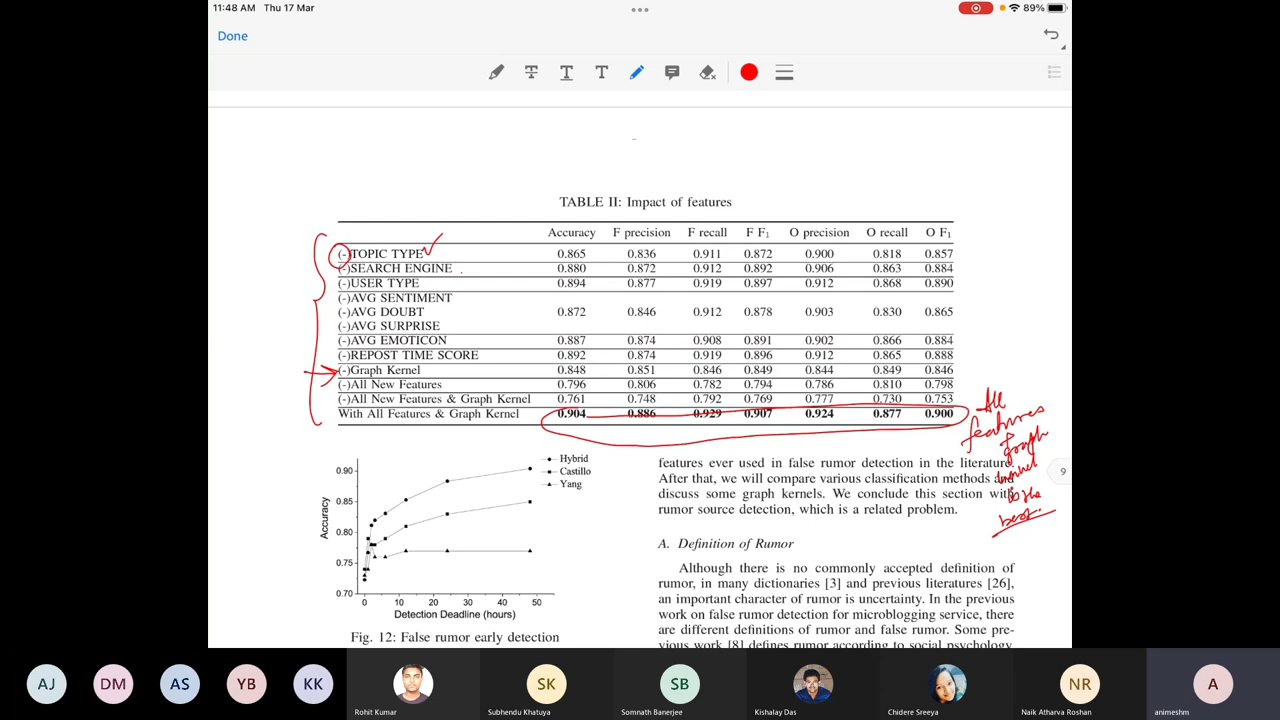 11:48 AM Thu 17 Mar
89%
Done
TABLE II: Impact of features
Accuracy F precision F recall F F1 O precision O recall O F1
(-)TOPIC TYPE 0.865 0.836 0.911 0.872 0.900 0.818 0.857
(-)SEARCH ENGINE 0.880 0.872 0.912 0.892 0.906 0.863 0.884
(-)USER TYPE 0.894 0.877 0.919 0.897 0.912 0.868 0.890
(-)AVG SENTIMENT
(-)AVG DOUBT 0.872 0.846 0.912 0.878 0.903 0.830 0.865
(-)AVG SURPRISE
(-)AVG EMOTICON 0.887 0.874 0.908 0.891 0.902 0.866 0.884
(-)REPOST TIME SCORE 0.892 0.874 0.919 0.896 0.912 0.865 0.888
(-)Graph Kernel 0.848 0.851 0.846 0.849 0.844 0.849 0.846
(-)All New Features 0.796 0.806 0.782 0.794 0.786 0.810 0.798
(-)All New Features & Graph Kernel 0.761 0.748 0.792 0.769 0.777 0.730 0.753
With All Features & Graph Kernel 0.904 0.886 0.929 0.907 0.924 0.877 0.900
All
features
graph
kernel
is the
best.
Hybrid
Castillo
Yang
0.90
0.85
0.80
0.75
0.70
Accuracy
0 10 20 30 40 50
Detection Deadline (hours)
Fig. 12: False rumor early detection
features ever used in false rumor detection in the literature.
After that, we will compare various classification methods and
discuss some graph kernels. We conclude this section with
rumor source detection, which is a related problem.
9
A. Definition of Rumor
Although there is no commonly accepted definition of
rumor, in many dictionaries [3] and previous literatures [26],
an important character of rumor is uncertainty. In the previous
work on false rumor detection for microblogging service, there
are different definitions of rumor and false rumor. Some pre-
vious work [8] defines rumor according to social psychology,
AJ DM AS YB KK SK SB NR A
Rohit Kumar Subhendu Khatuya Somnath Banerjee Kishalay Das Chidere Sreeya Naik Atharva Roshan animeshm